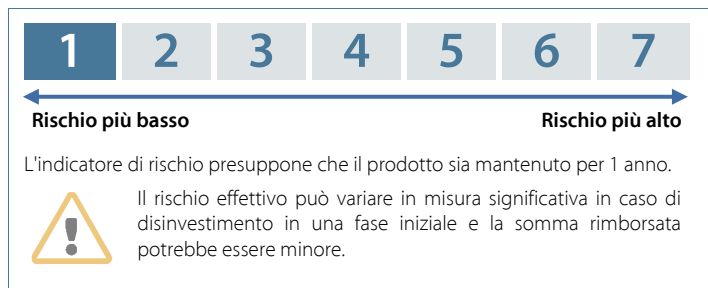 1 2 3 4 5 6 7
Rischio più basso Rischio più alto
L'indicatore di rischio presuppone che il prodotto sia mantenuto per 1 anno.
Il rischio effettivo può variare in misura significativa in caso di
disinvestimento in una fase iniziale e la somma rimborsata
potrebbe essere minore.